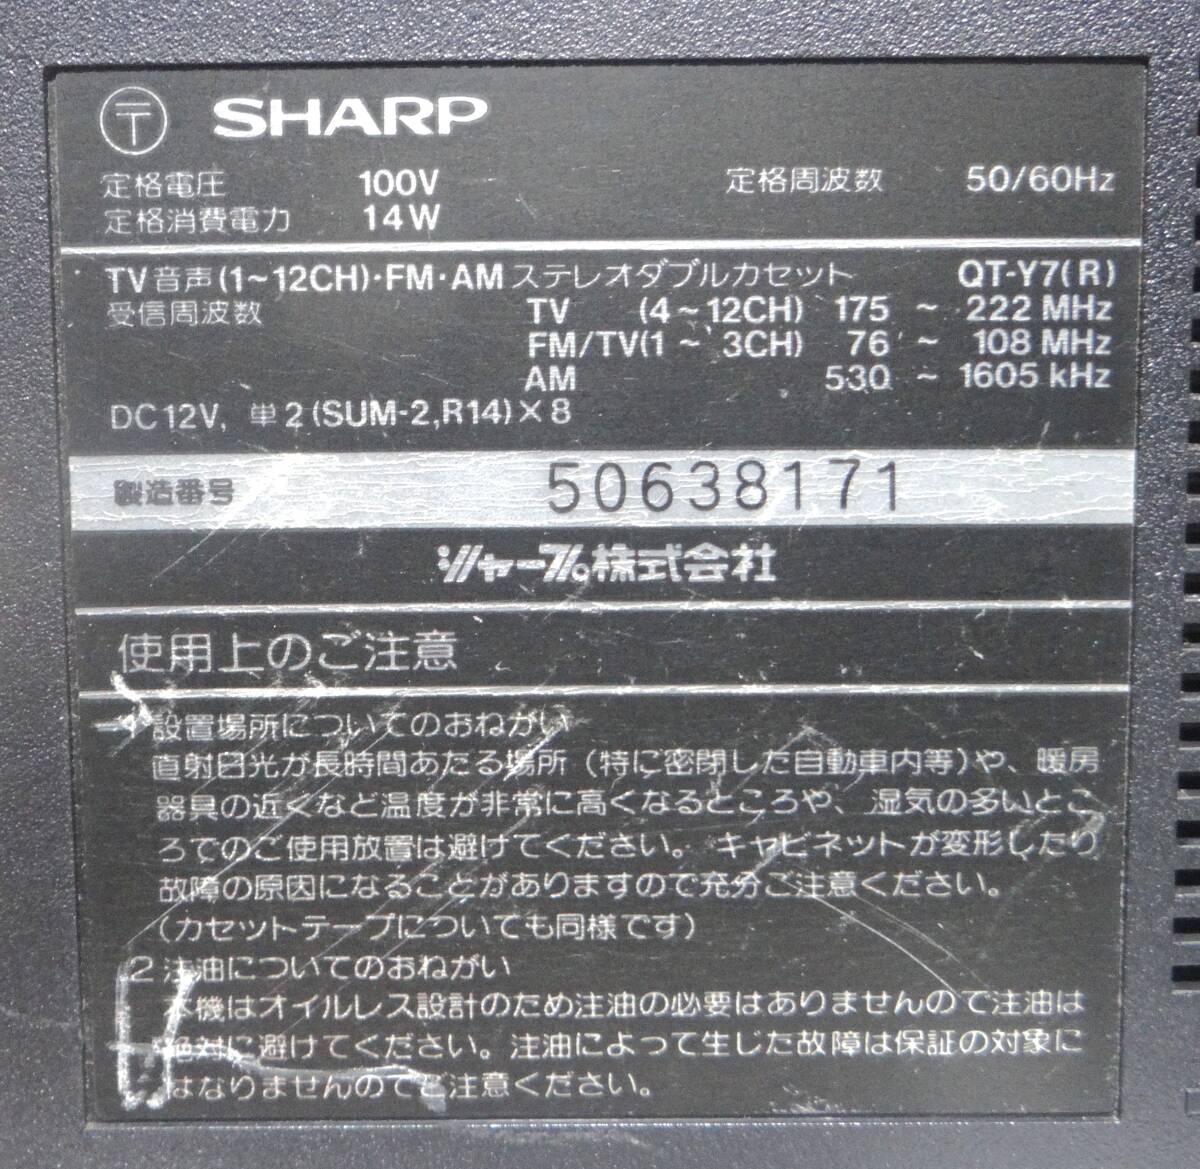 〒 SHARP
定格電圧 100V 定格周波数 50/60Hz
定格消費電力 14W
TV音声(1~12CH)・FM・AMステレオダブルカセット QT-Y7(R)
受信周波数 TV (4~12CH) 175 ~ 222 MHz
FM/TV(1~ 3CH) 76 ~ 108 MHz
AM 530 ~ 1605 kHz
DC12V, 単2(SUM-2,R14)×8
製造番号 50638171
シャープ株式会社
使用上のご注意
1 設置場所についてのおねがい
直射日光が長時間あたる場所(特に密閉した自動車内等)や、暖房
器具の近くなど温度が非常に高くなるところや、湿気の多いとこ
ろでのご使用放置は避けてください。キャビネットが変形したり
故障の原因になることがありますので充分ご注意ください。
(カセットテープについても同様です)
2 注油についてのおねがい
本機はオイルレス設計のため注油の必要はありませんので注油は
絶対に避けてください。注油によって生じた故障は保証の対象に
はなりませんのでご注意ください。